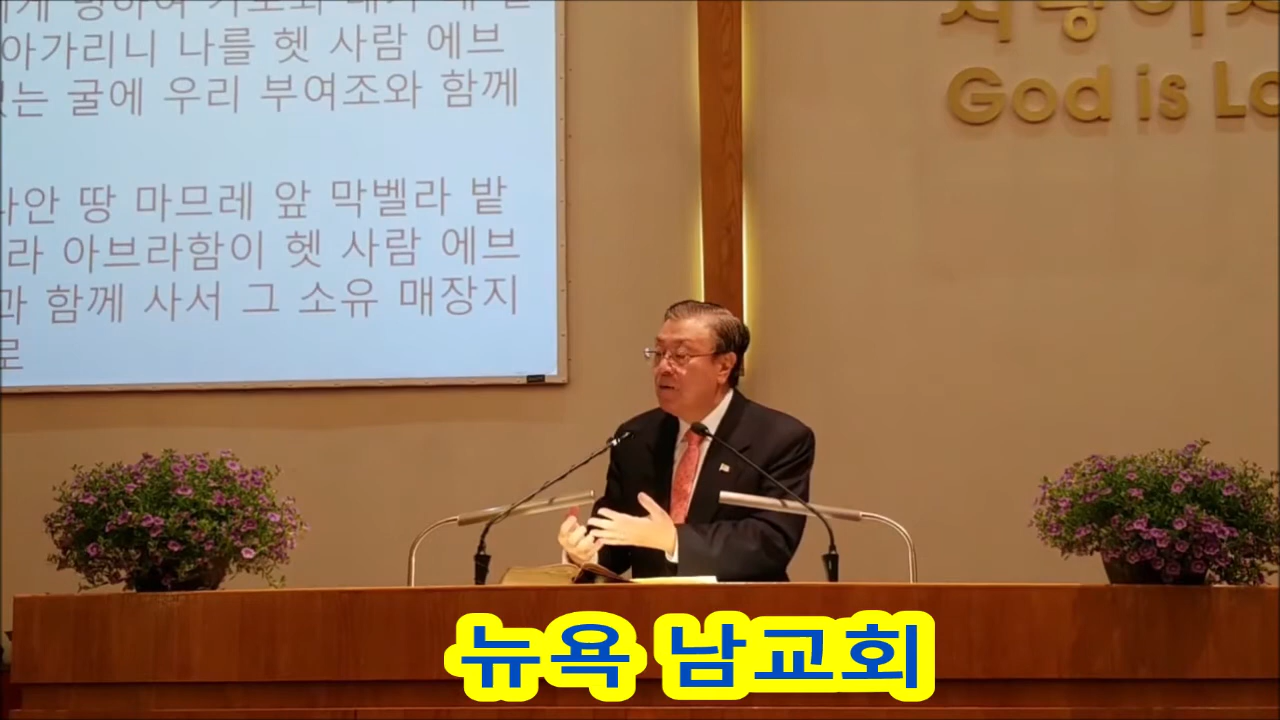 아가리니 나를 헷 사람 에브
는 굴에 우리 부여조와 함께
나안 땅 마므레 앞 막벨라 밭
라 아브라함이 헷 사람 에브
과 함께 사서 그 소유 매장지
로
God is Lo
뉴욕 남교회